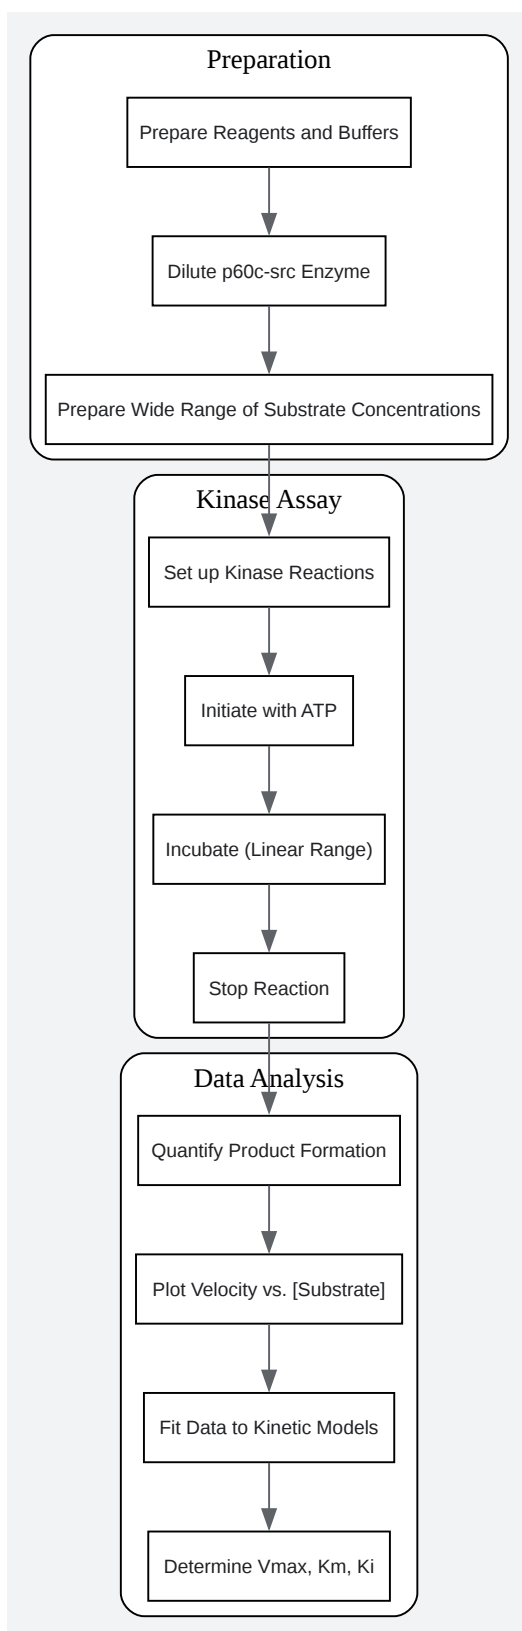 Preparation
Prepare Reagents and Buffers
Dilute p60c-src Enzyme
Prepare Wide Range of Substrate Concentrations
Kinase Assay
Set up Kinase Reactions
Initiate with ATP
Incubate (Linear Range)
Stop Reaction
Data Analysis
Quantify Product Formation
Plot Velocity vs. [Substrate]
Fit Data to Kinetic Models
Determine Vmax, Km, Ki